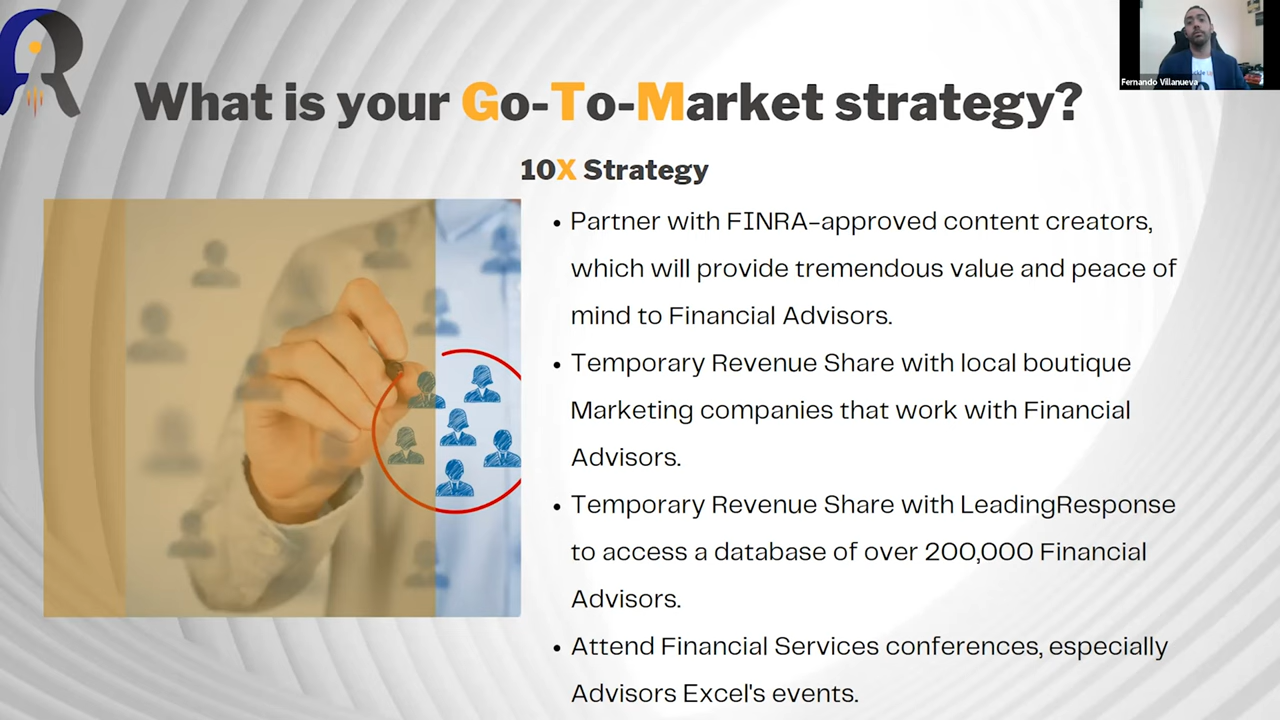 What is your Go-To-Market strategy?
Fernando Villanueva
10X Strategy
• Partner with FINRA-approved content creators,
which will provide tremendous value and peace of
mind to Financial Advisors.
• Temporary Revenue Share with local boutique
Marketing companies that work with Financial
Advisors.
• Temporary Revenue Share with LeadingResponse
to access a database of over 200,000 Financial
Advisors.
• Attend Financial Services conferences, especially
Advisors Excel's events.